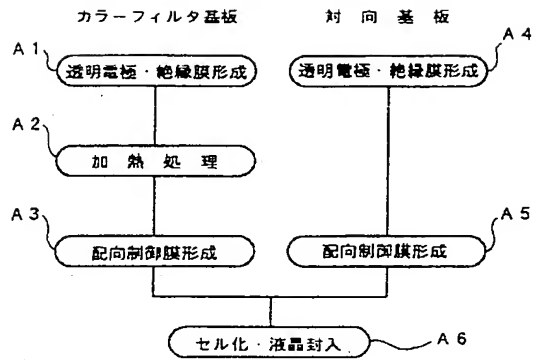 カラーフィルタ基板
対向基板
A1
透明電極・絶縁膜形成
A4
透明電極・絶縁膜形成
A2
加熱処理
A3
配向制御膜形成
A5
配向制御膜形成
セル化・液晶封入
A6